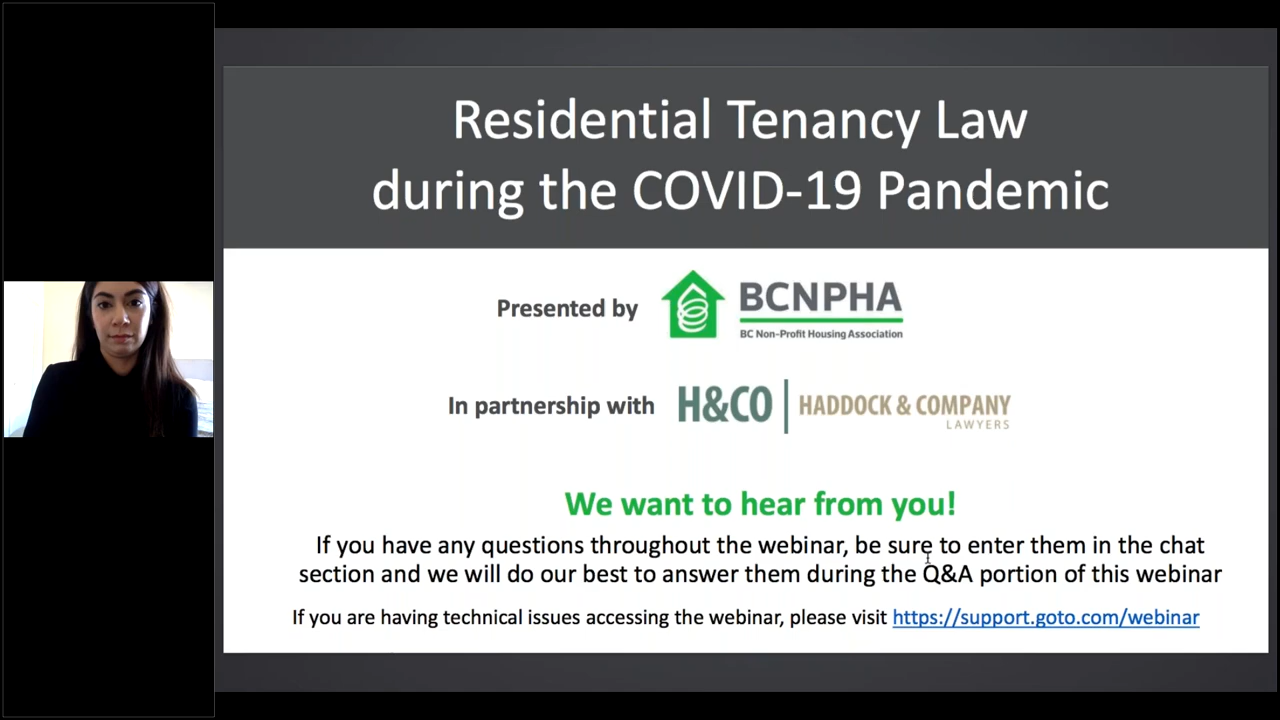 Residential Tenancy Law
during the COVID-19 Pandemic
Presented by
BCNPHA
BC Non-Profit Housing Association
In partnership with
H&CO
HADDOCK & COMPANY
LAWYERS
We want to hear from you!
If you have any questions throughout the webinar, be sure to enter them in the chat
section and we will do our best to answer them during the Q&A portion of this webinar
If you are having technical issues accessing the webinar, please visit https://support.goto.com/webinar